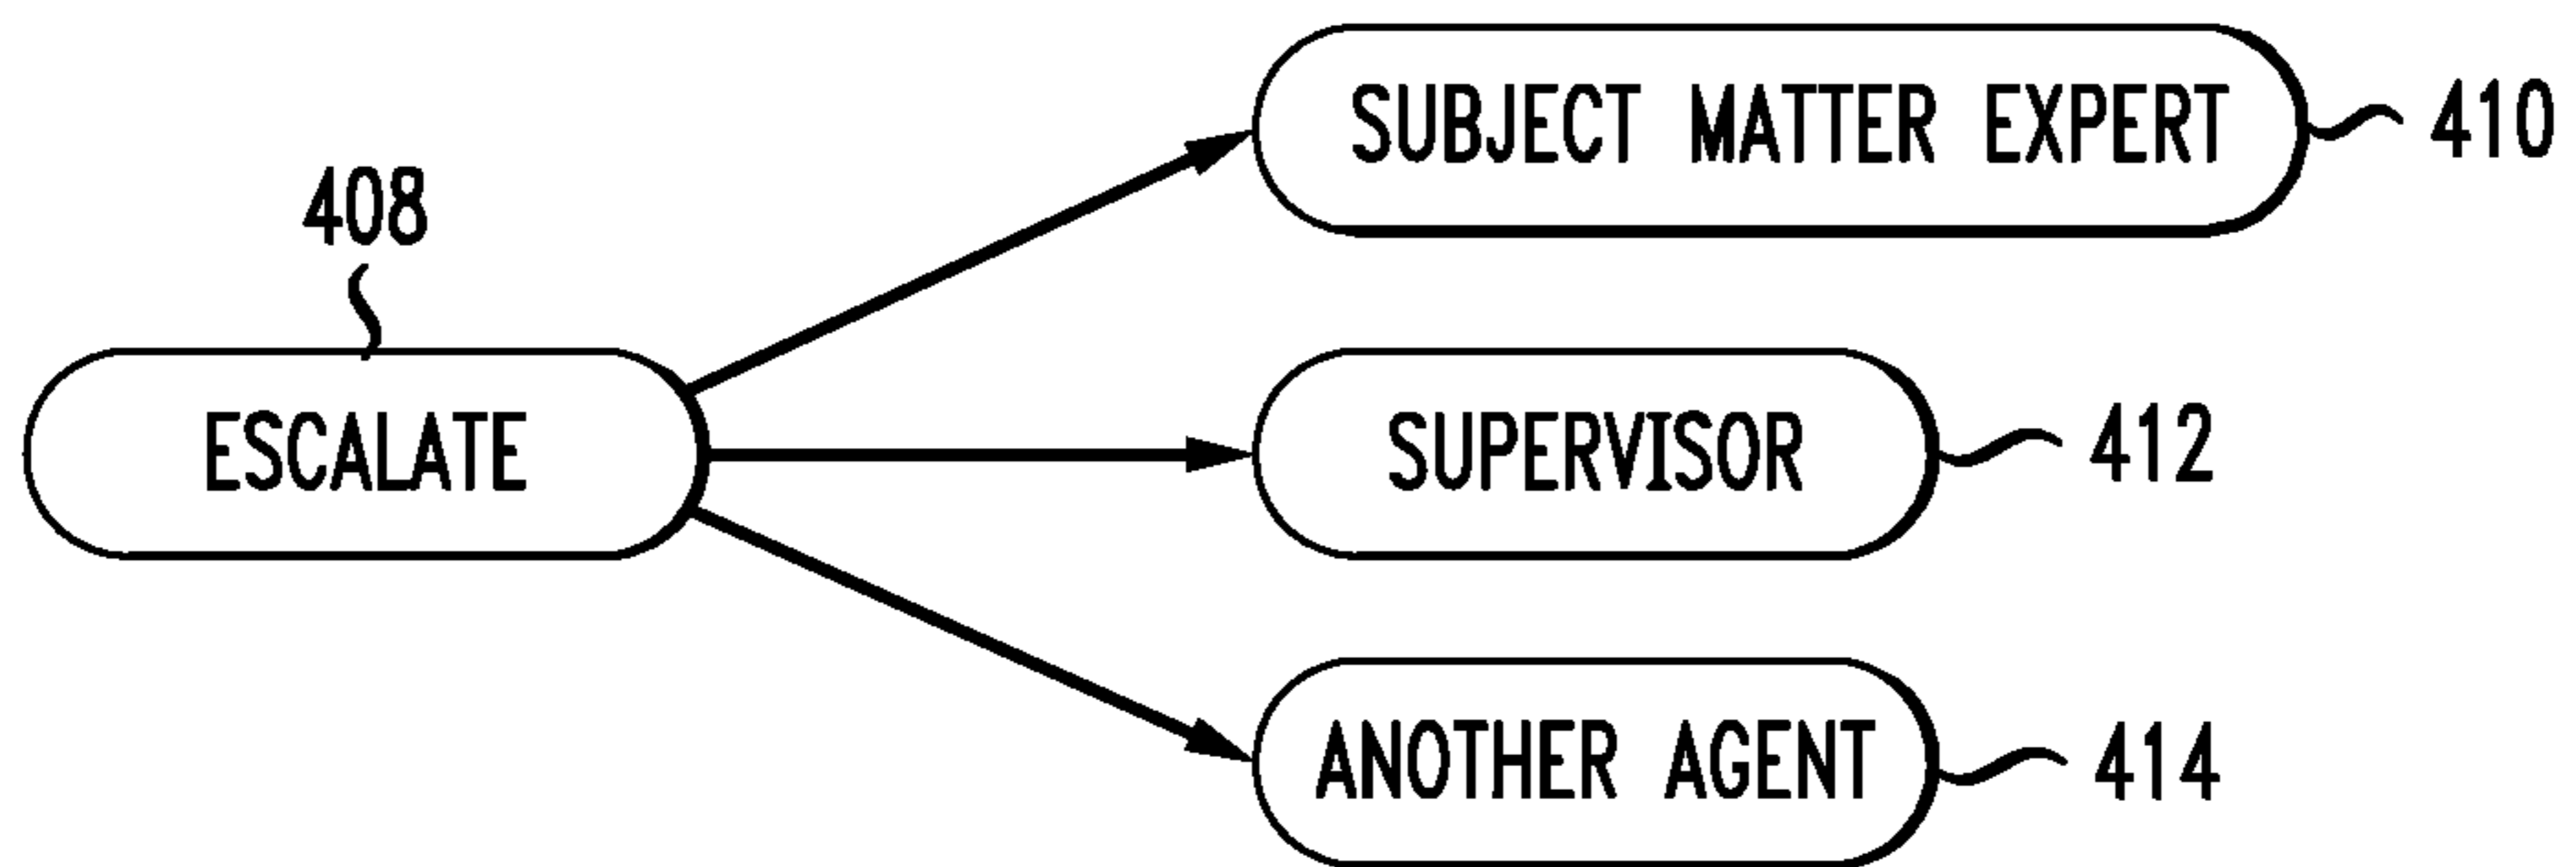 SUBJECT MATTER EXPERT
410
408
ESCALATE
SUPERVISOR
412
ANOTHER AGENT
414